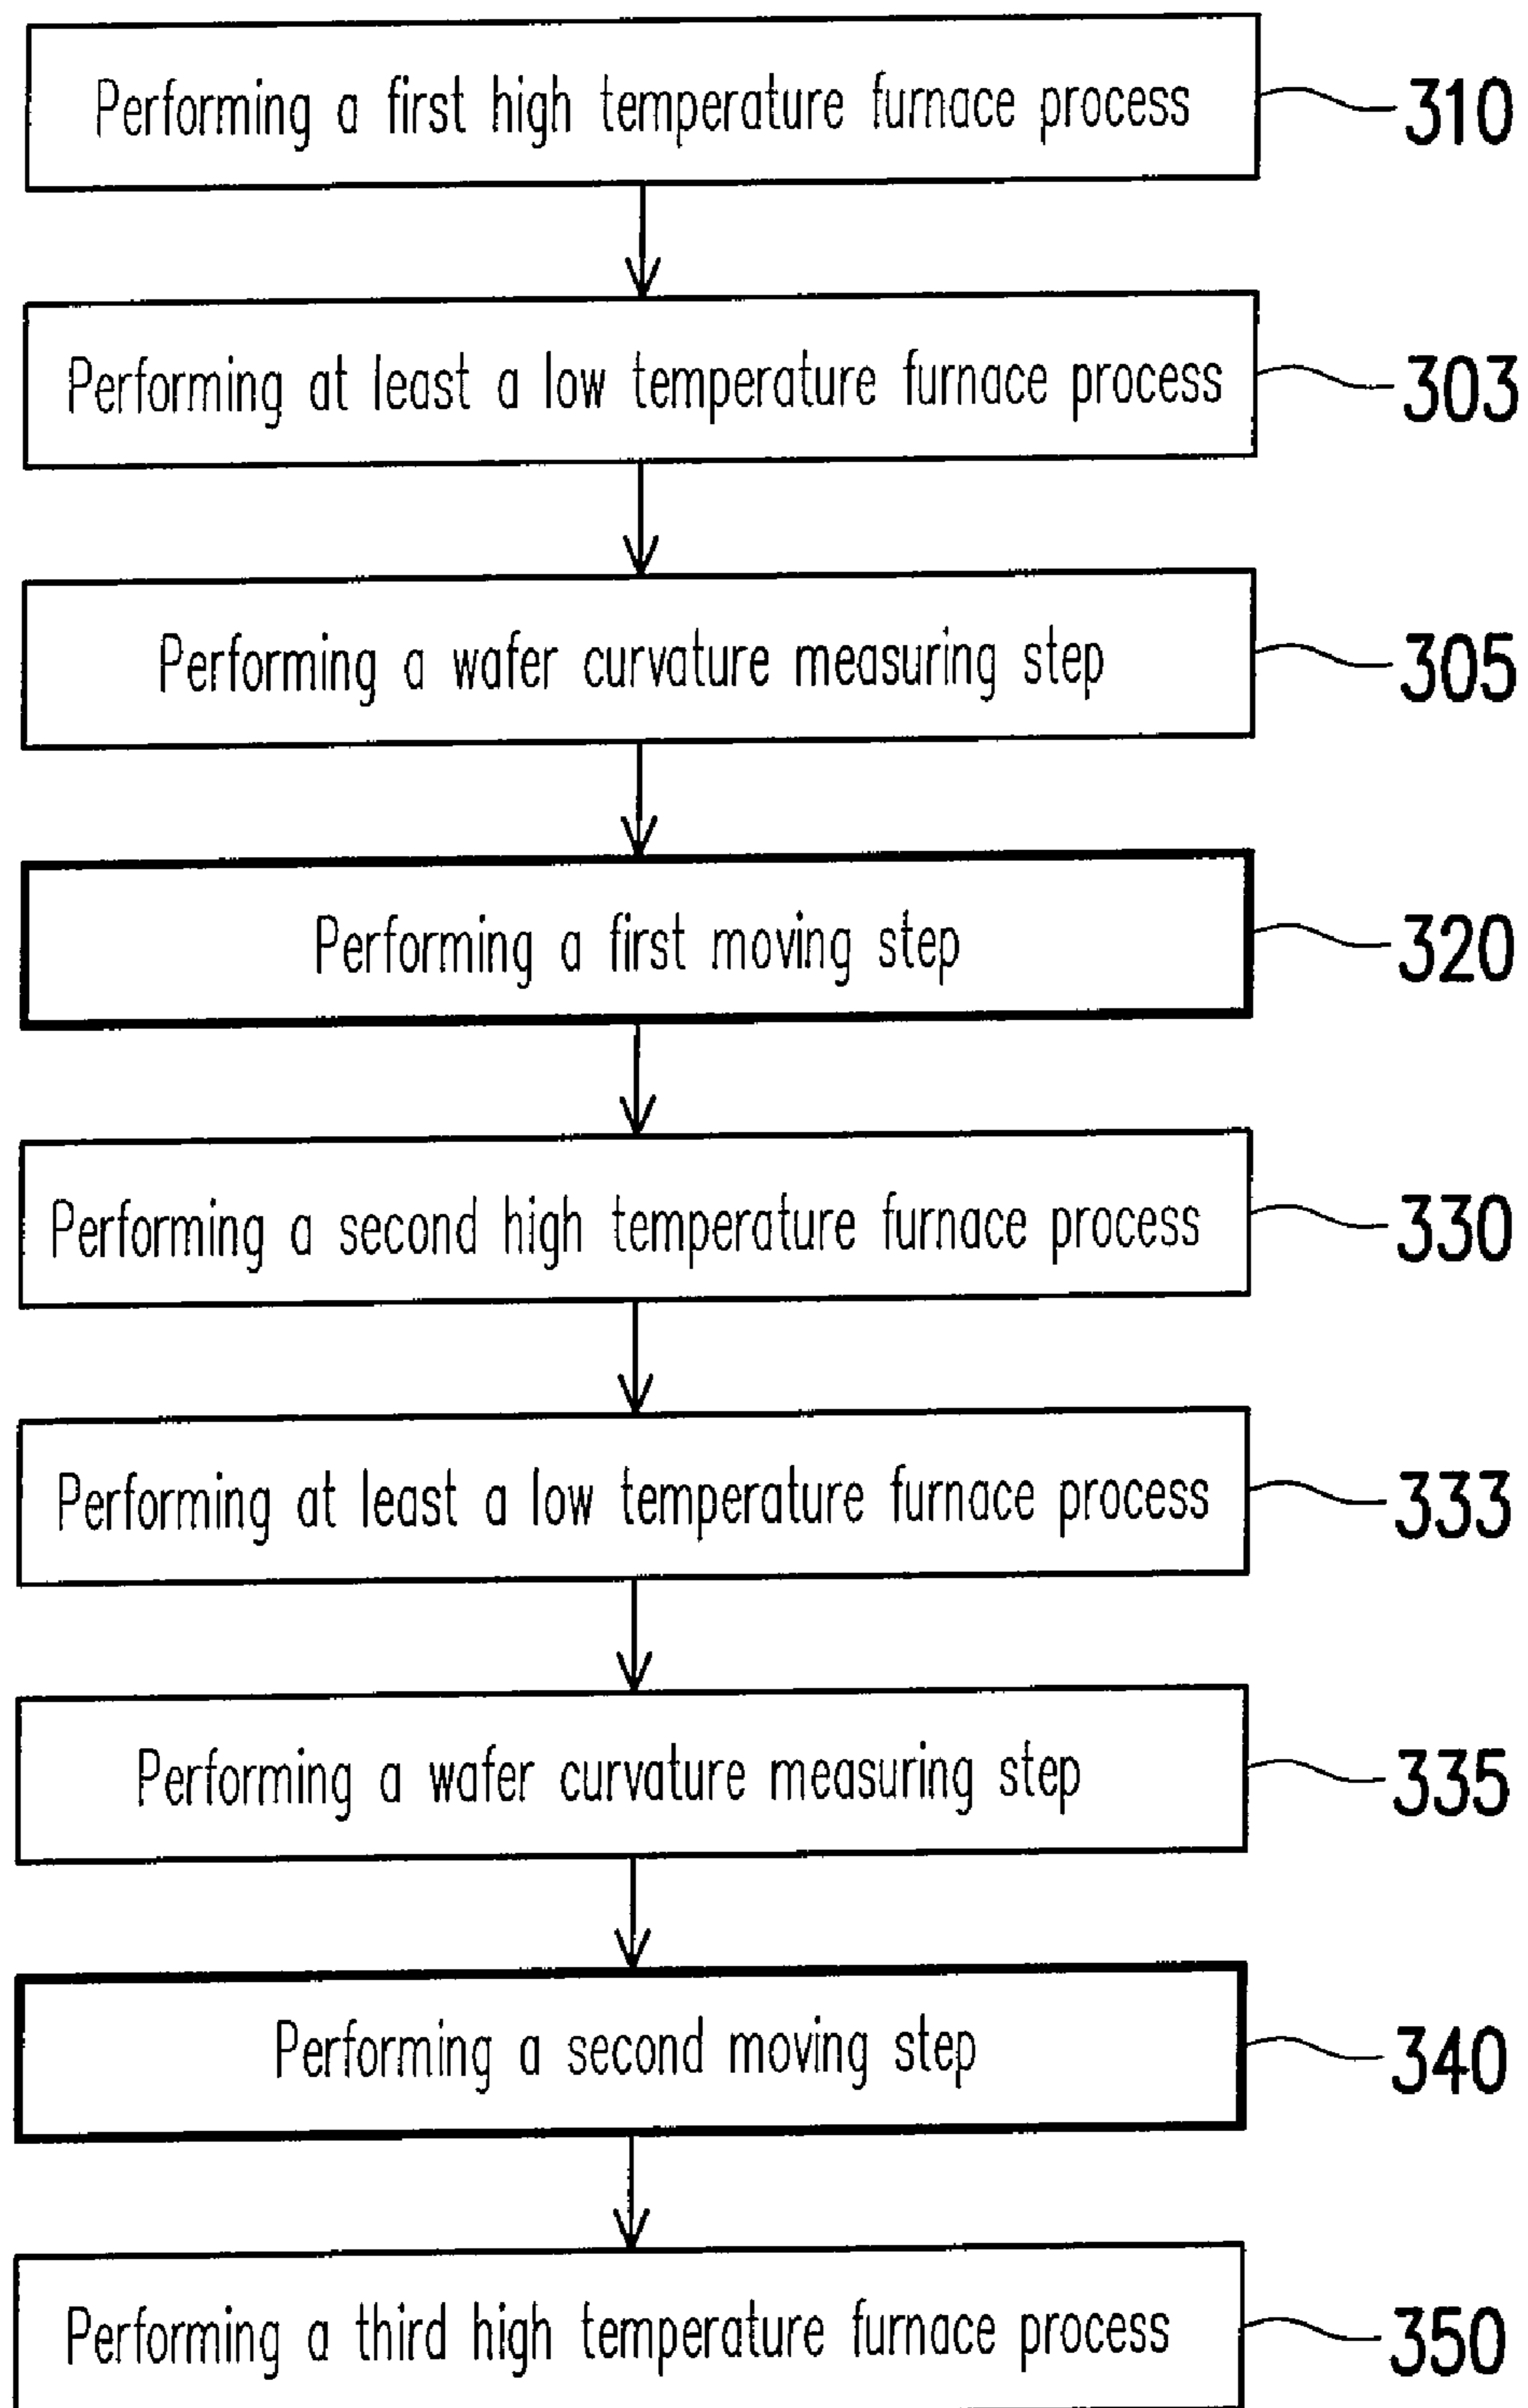 Performing a first high temperature furnace process 310
Performing at least a low temperature furnace process 303
Performing a wafer curvature measuring step 305
Performing a first moving step 320
Performing a second high temperature furnace process 330
Performing at least a low temperature furnace process 333
Performing a wafer curvature measuring step 335
Performing a second moving step 340
Performing a third high temperature furnace process 350